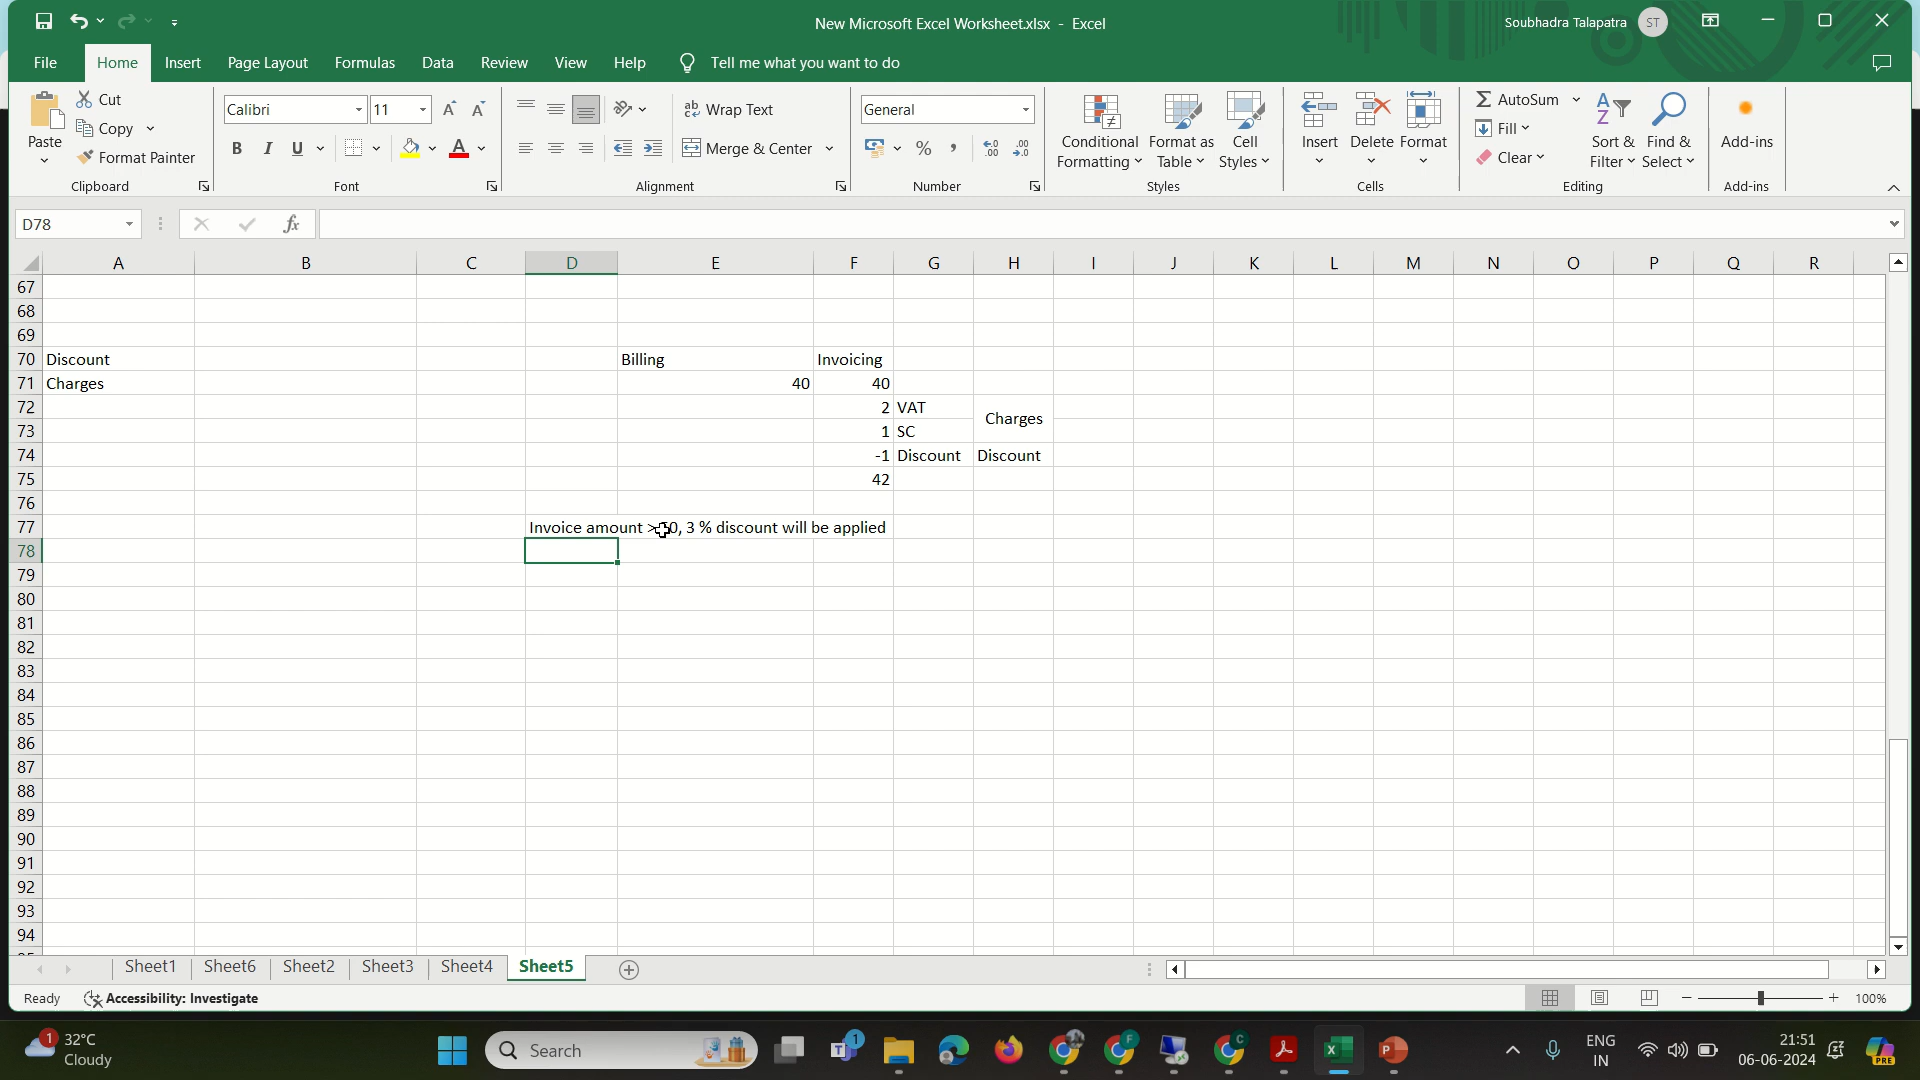 New Microsoft Excel Worksheet.xlsx - Excel
Soubhadra Talapatra ST
File Home Insert Page Layout Formulas Data Review View Help Tell me what you want to do
Paste
Cut
Copy
Format Painter
Clipboard
Calibri 11
B I U
Font
Wrap Text
Merge & Center
Alignment
General
Number
Conditional Formatting
Format as Table
Cell Styles
Styles
Insert Delete Format
Cells
AutoSum
Fill
Clear
Sort & Filter
Find & Select
Editing
Add-ins
Add-ins
D78 fx
A B C D E F G H I J K L M N O P Q R
67
68
69
70 Discount Billing Invoicing
71 Charges 40 40
72 2 VAT
Charges
73 1 SC
74 -1 Discount Discount
75 42
76
77 Invoice amount > 0, 3 % discount will be applied
78
79
80
81
82
83
84
85
86
87
88
89
90
91
92
93
94
Sheet1 Sheet6 Sheet2 Sheet3 Sheet4 Sheet5
Ready Accessibility: Investigate 100%
1 32°C
Cloudy
Search
1
ENG
IN
21:51
06-06-2024
PRE